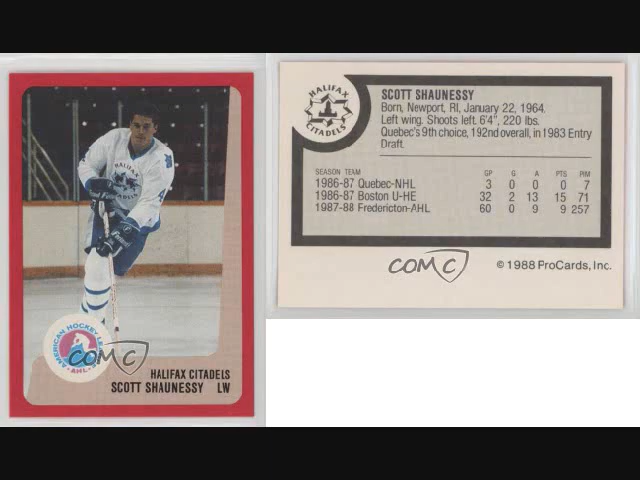 HALIFAX
CITADELS
AMERICAN HOCKEY LEAGUE
AHL
COMC
HALIFAX CITADELS
SCOTT SHAUNESSY LW
HALIFAX
CITADELS
SCOTT SHAUNESSY
Born, Newport, RI, January 22, 1964.
Left wing. Shoots left. 6'4", 220 lbs.
Quebec's 9th choice, 192nd overall, in 1983 Entry
Draft.
SEASON TEAM GP G A PTS PIM
1986-87 Quebec-NHL 3 0 0 0 7
1986-87 Boston U-HE 32 2 13 15 71
1987-88 Fredericton-AHL 60 0 9 9 257
COMC
© 1988 ProCards, Inc.